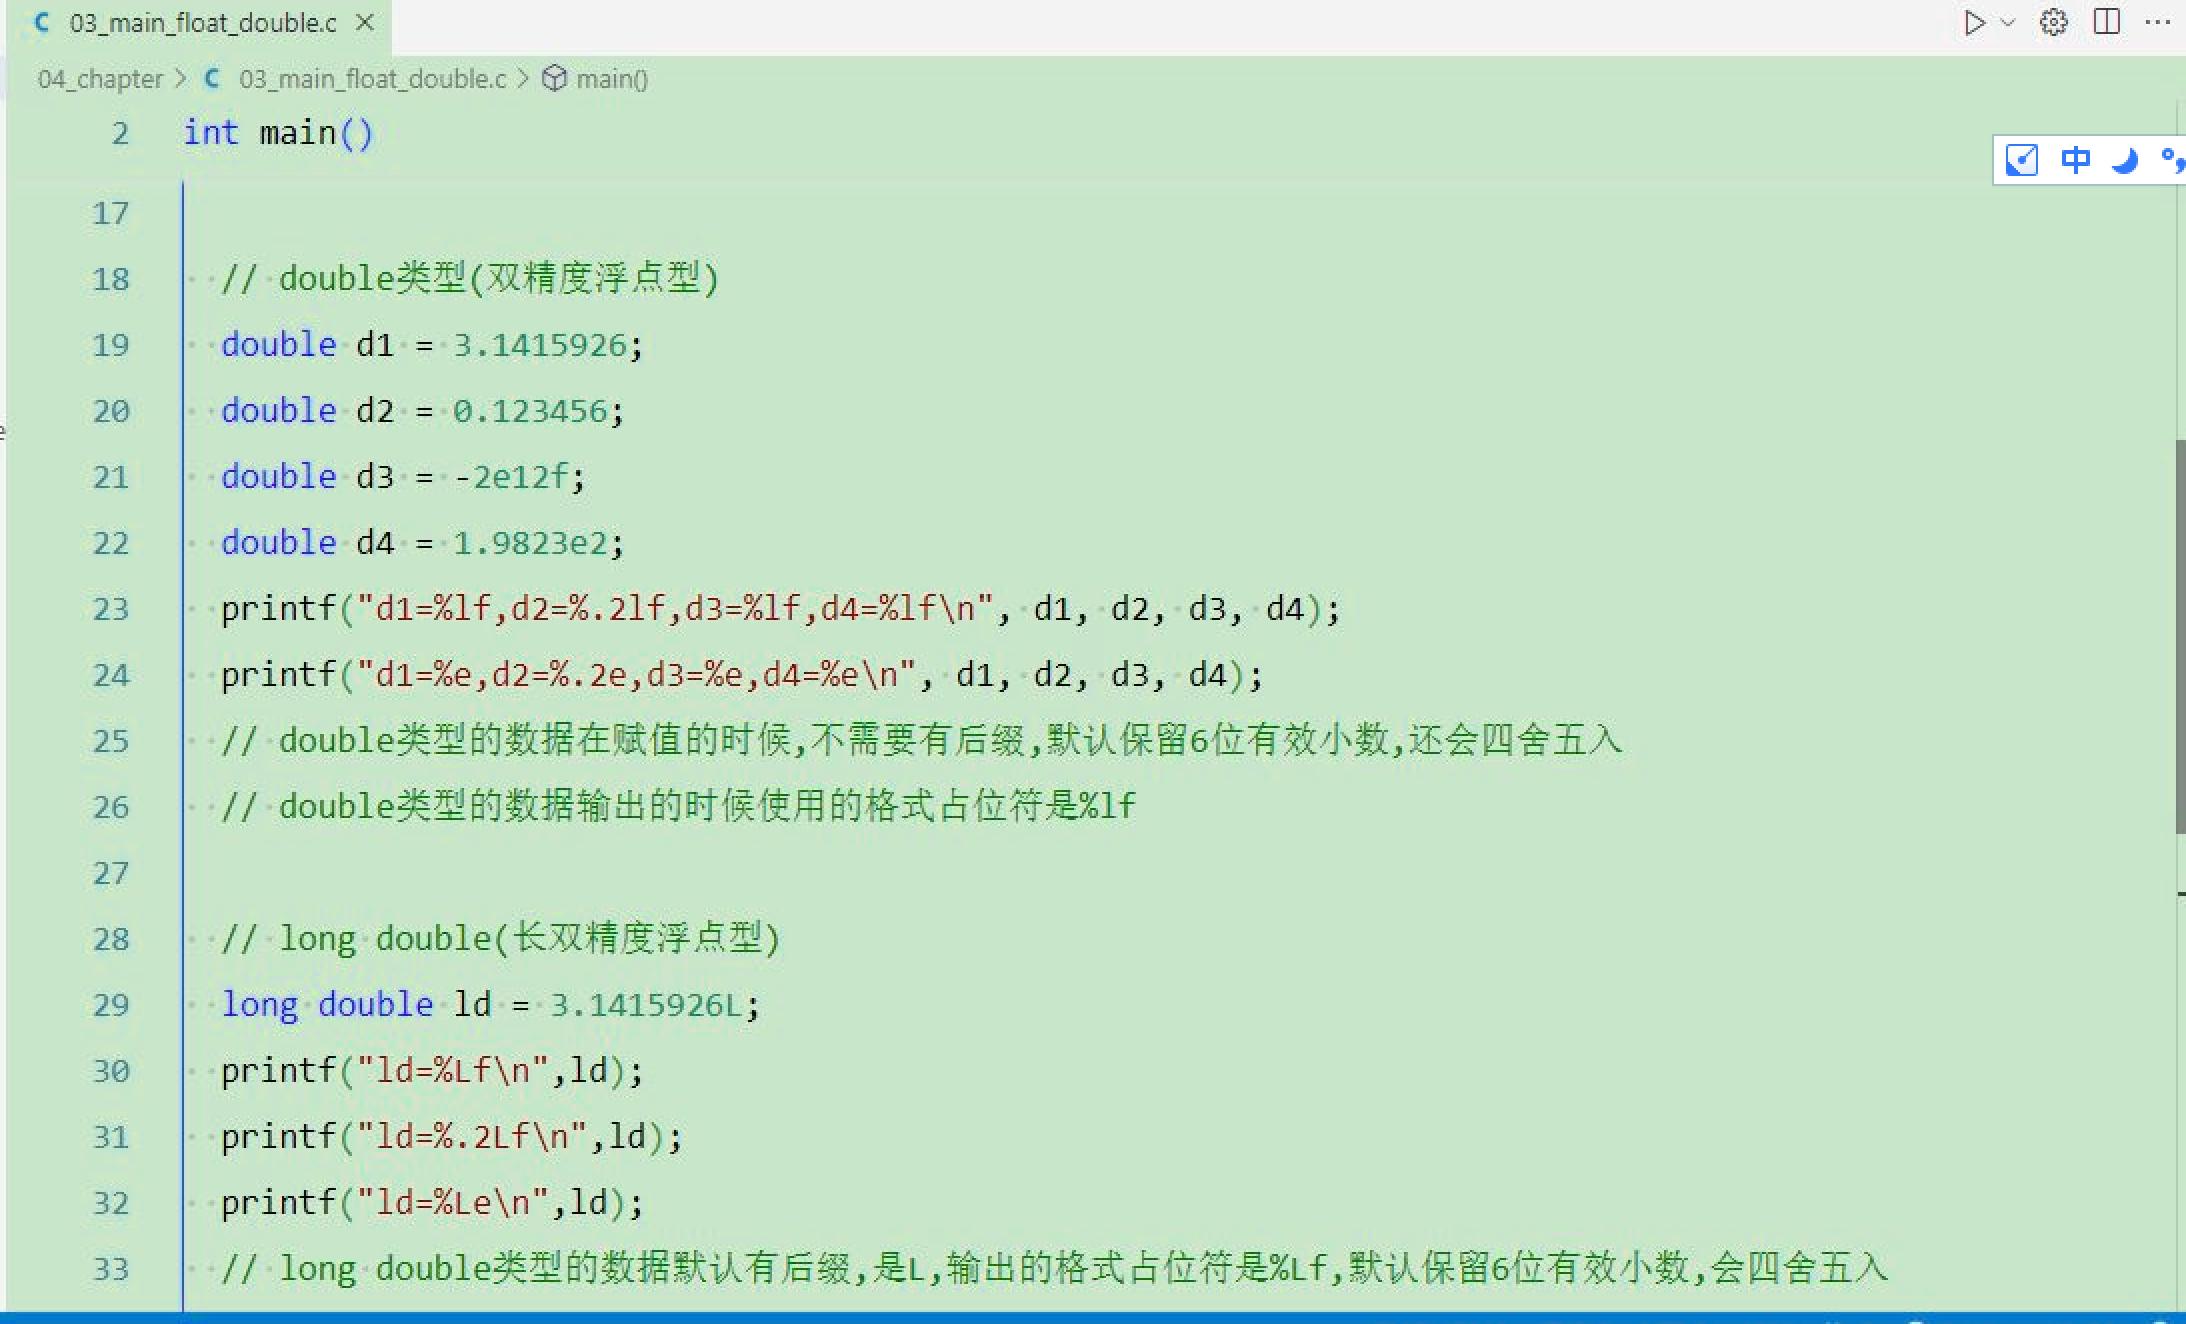 C 03_main_float_double.c ×
04_chapter > C 03_main_float_double.c > main()
2 int main()
中
17
18 // double类型(双精度浮点型)
19 double d1 = 3.1415926;
20 double d2 = 0.123456;
21 double d3 = -2e12f;
22 double d4 = 1.9823e2;
23 printf("d1=%lf,d2=%.2lf,d3=%lf,d4=%lf\n", d1, d2, d3, d4);
24 printf("d1=%e,d2=%.2e,d3=%e,d4=%e\n", d1, d2, d3, d4);
25 // double类型的数据在赋值的时候,不需要有后缀,默认保留6位有效小数,还会四舍五入
26 // double类型的数据输出的时候使用的格式占位符是%lf
27
28 // long double(长双精度浮点型)
29 long double ld = 3.1415926L;
30 printf("ld=%Lf\n",ld);
31 printf("ld=%.2Lf\n",ld);
32 printf("ld=%Le\n",ld);
33 // long double类型的数据默认有后缀,是L,输出的格式占位符是%Lf,默认保留6位有效小数,会四舍五入